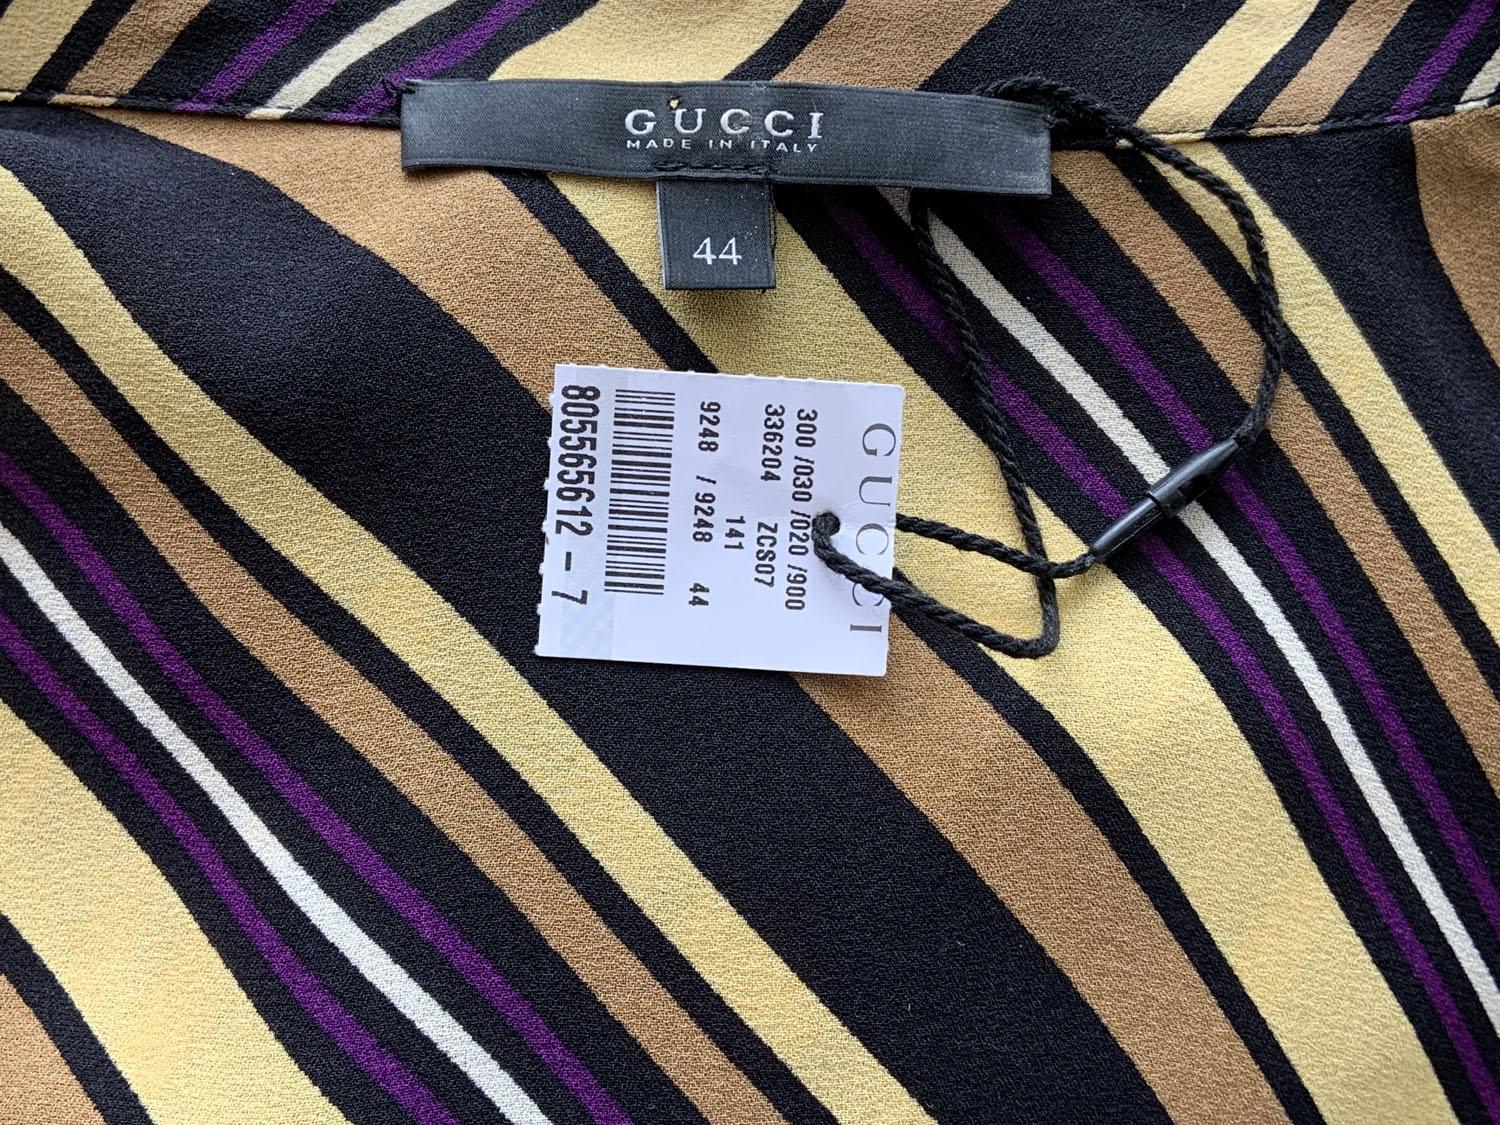 GUCCI
MADE IN ITALY
44
GUCCI
300 /030 /020 /900
336204 ZCS07
141
9248 / 9248 44
805565612 - 7